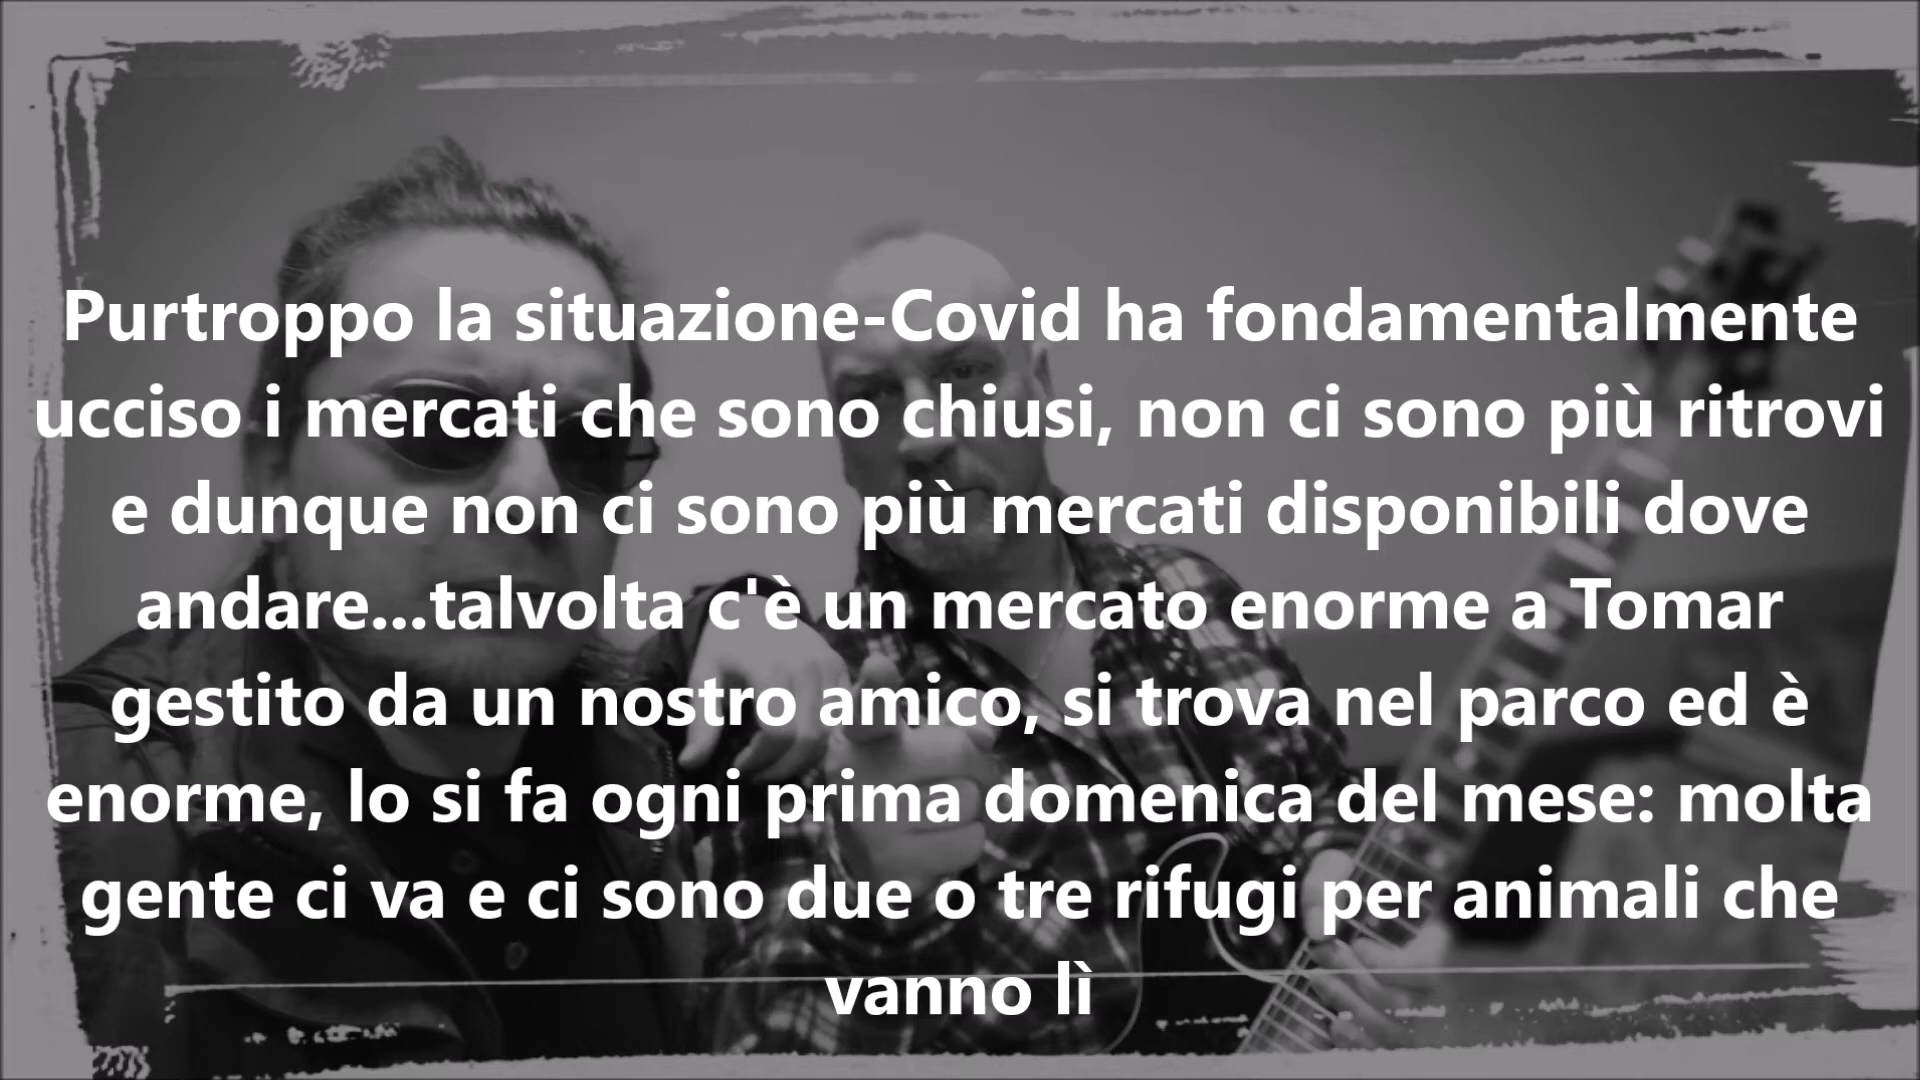 Purtroppo la situazione-Covid ha fondamentalmente
ucciso i mercati che sono chiusi, non ci sono più ritrovi
e dunque non ci sono più mercati disponibili dove
andare...talvolta c'è un mercato enorme a Tomar
gestito da un nostro amico, si trova nel parco ed è
enorme, lo si fa ogni prima domenica del mese: molta
gente ci va e ci sono due o tre rifugi per animali che
vanno lì